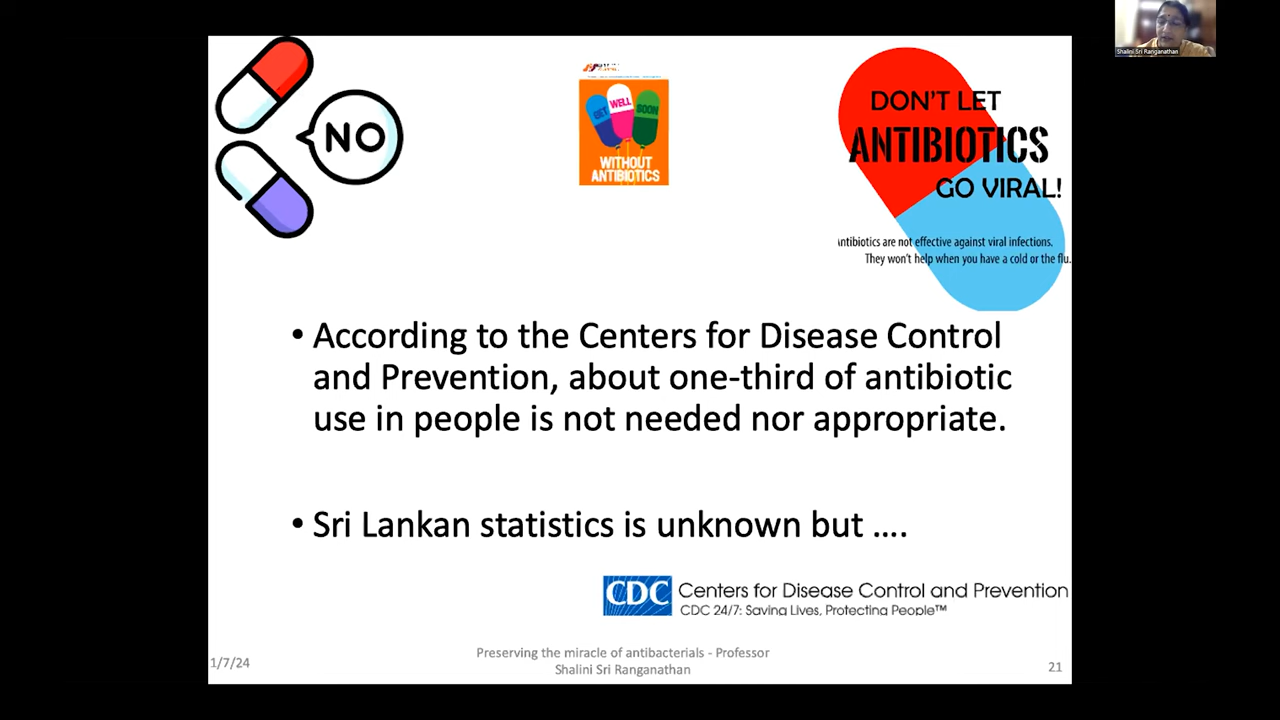 Shalini Sri Ranganathan
NO
GET
WELL
SOON
WITHOUT
ANTIBIOTICS
DON'T LET
ANTIBIOTICS
GO VIRAL!
Antibiotics are not effective against viral infections.
They won't help when you have a cold or the flu.
• According to the Centers for Disease Control
and Prevention, about one-third of antibiotic
use in people is not needed nor appropriate.
• Sri Lankan statistics is unknown but ….
CDC
Centers for Disease Control and Prevention
CDC 24/7: Saving Lives, Protecting People™
1/7/24
Preserving the miracle of antibacterials - Professor
Shalini Sri Ranganathan
21